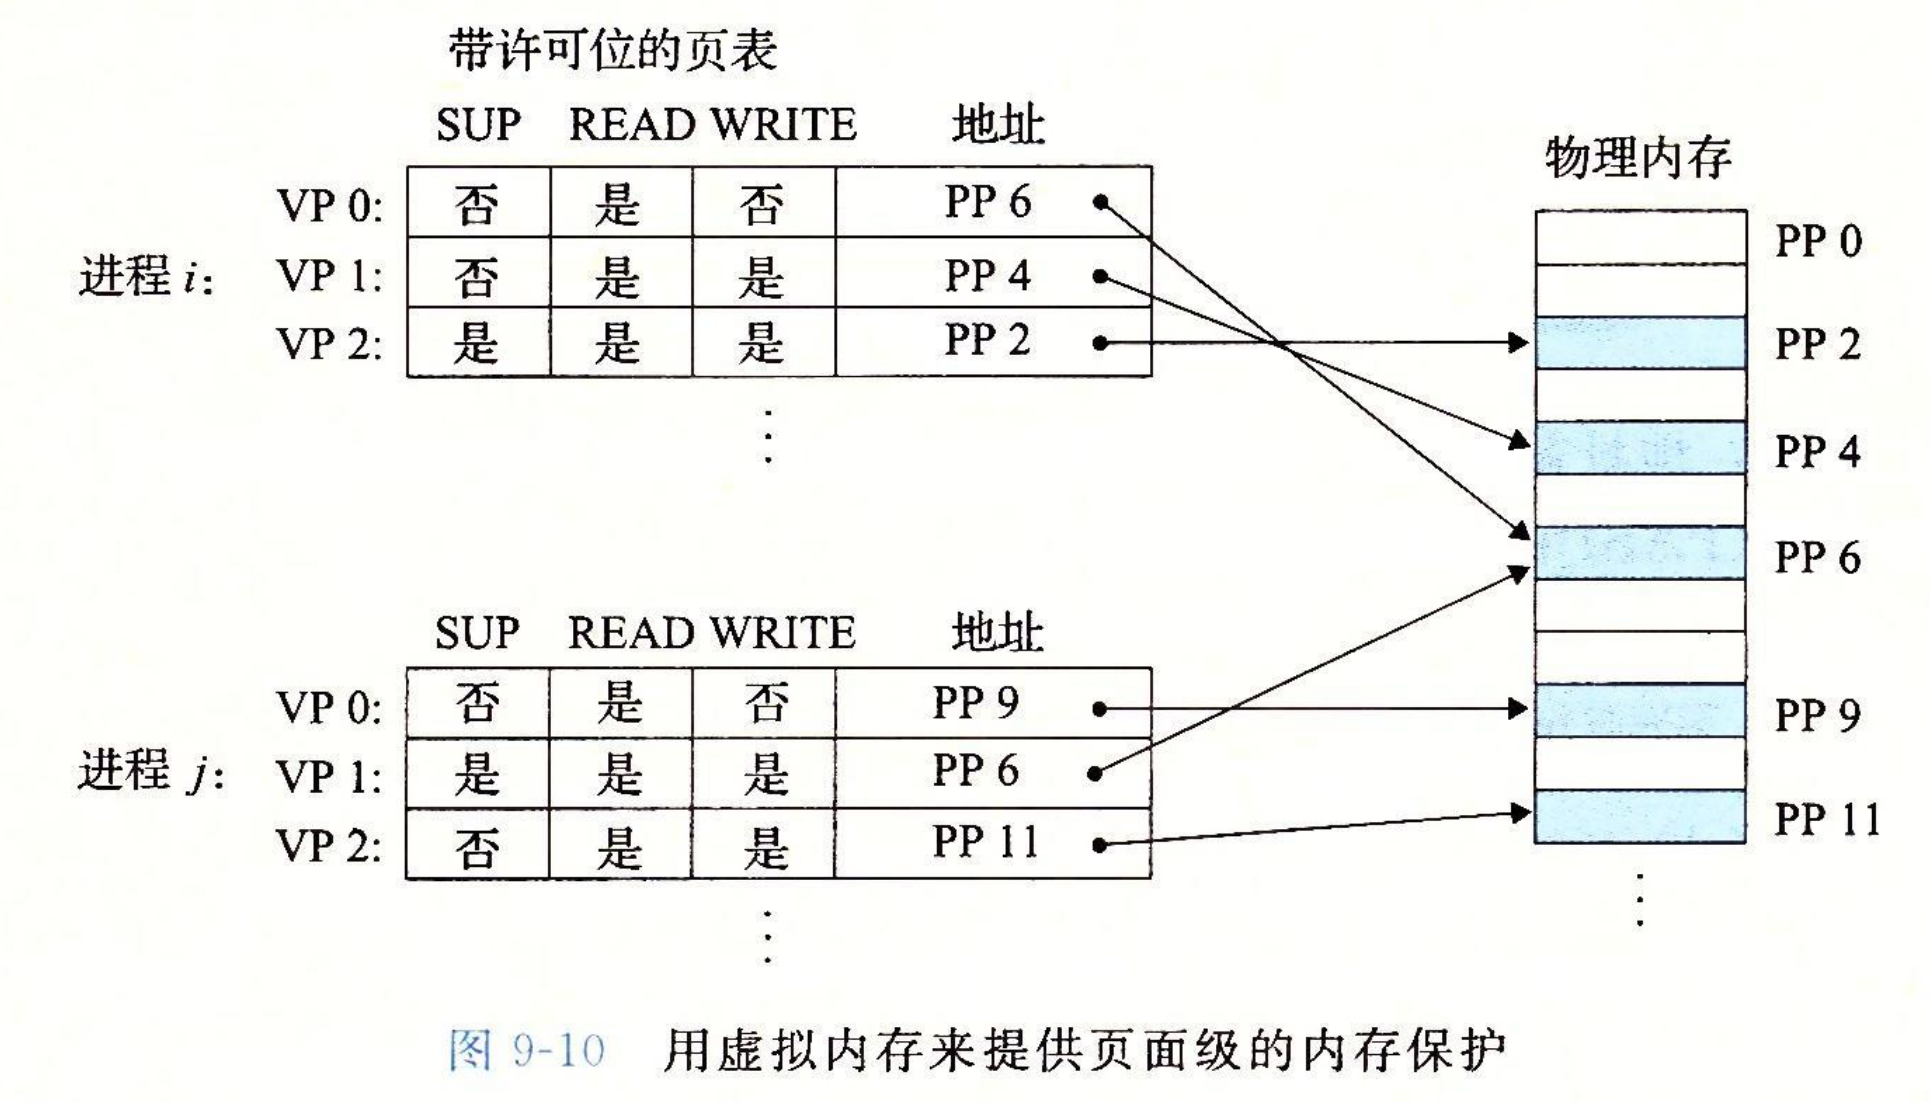 带许可位的页表
SUP READ WRITE 地址
物理内存
VP 0: 否 是 否 PP 6
PP 0
进程 i: VP 1: 否 是 是 PP 4
VP 2: 是 是 是 PP 2
PP 2
PP 4
PP 6
SUP READ WRITE 地址
VP 0: 否 是 否 PP 9
PP 9
进程 j: VP 1: 是 是 是 PP 6
VP 2: 否 是 是 PP 11
PP 11
图 9-10 用虚拟内存来提供页面级的内存保护